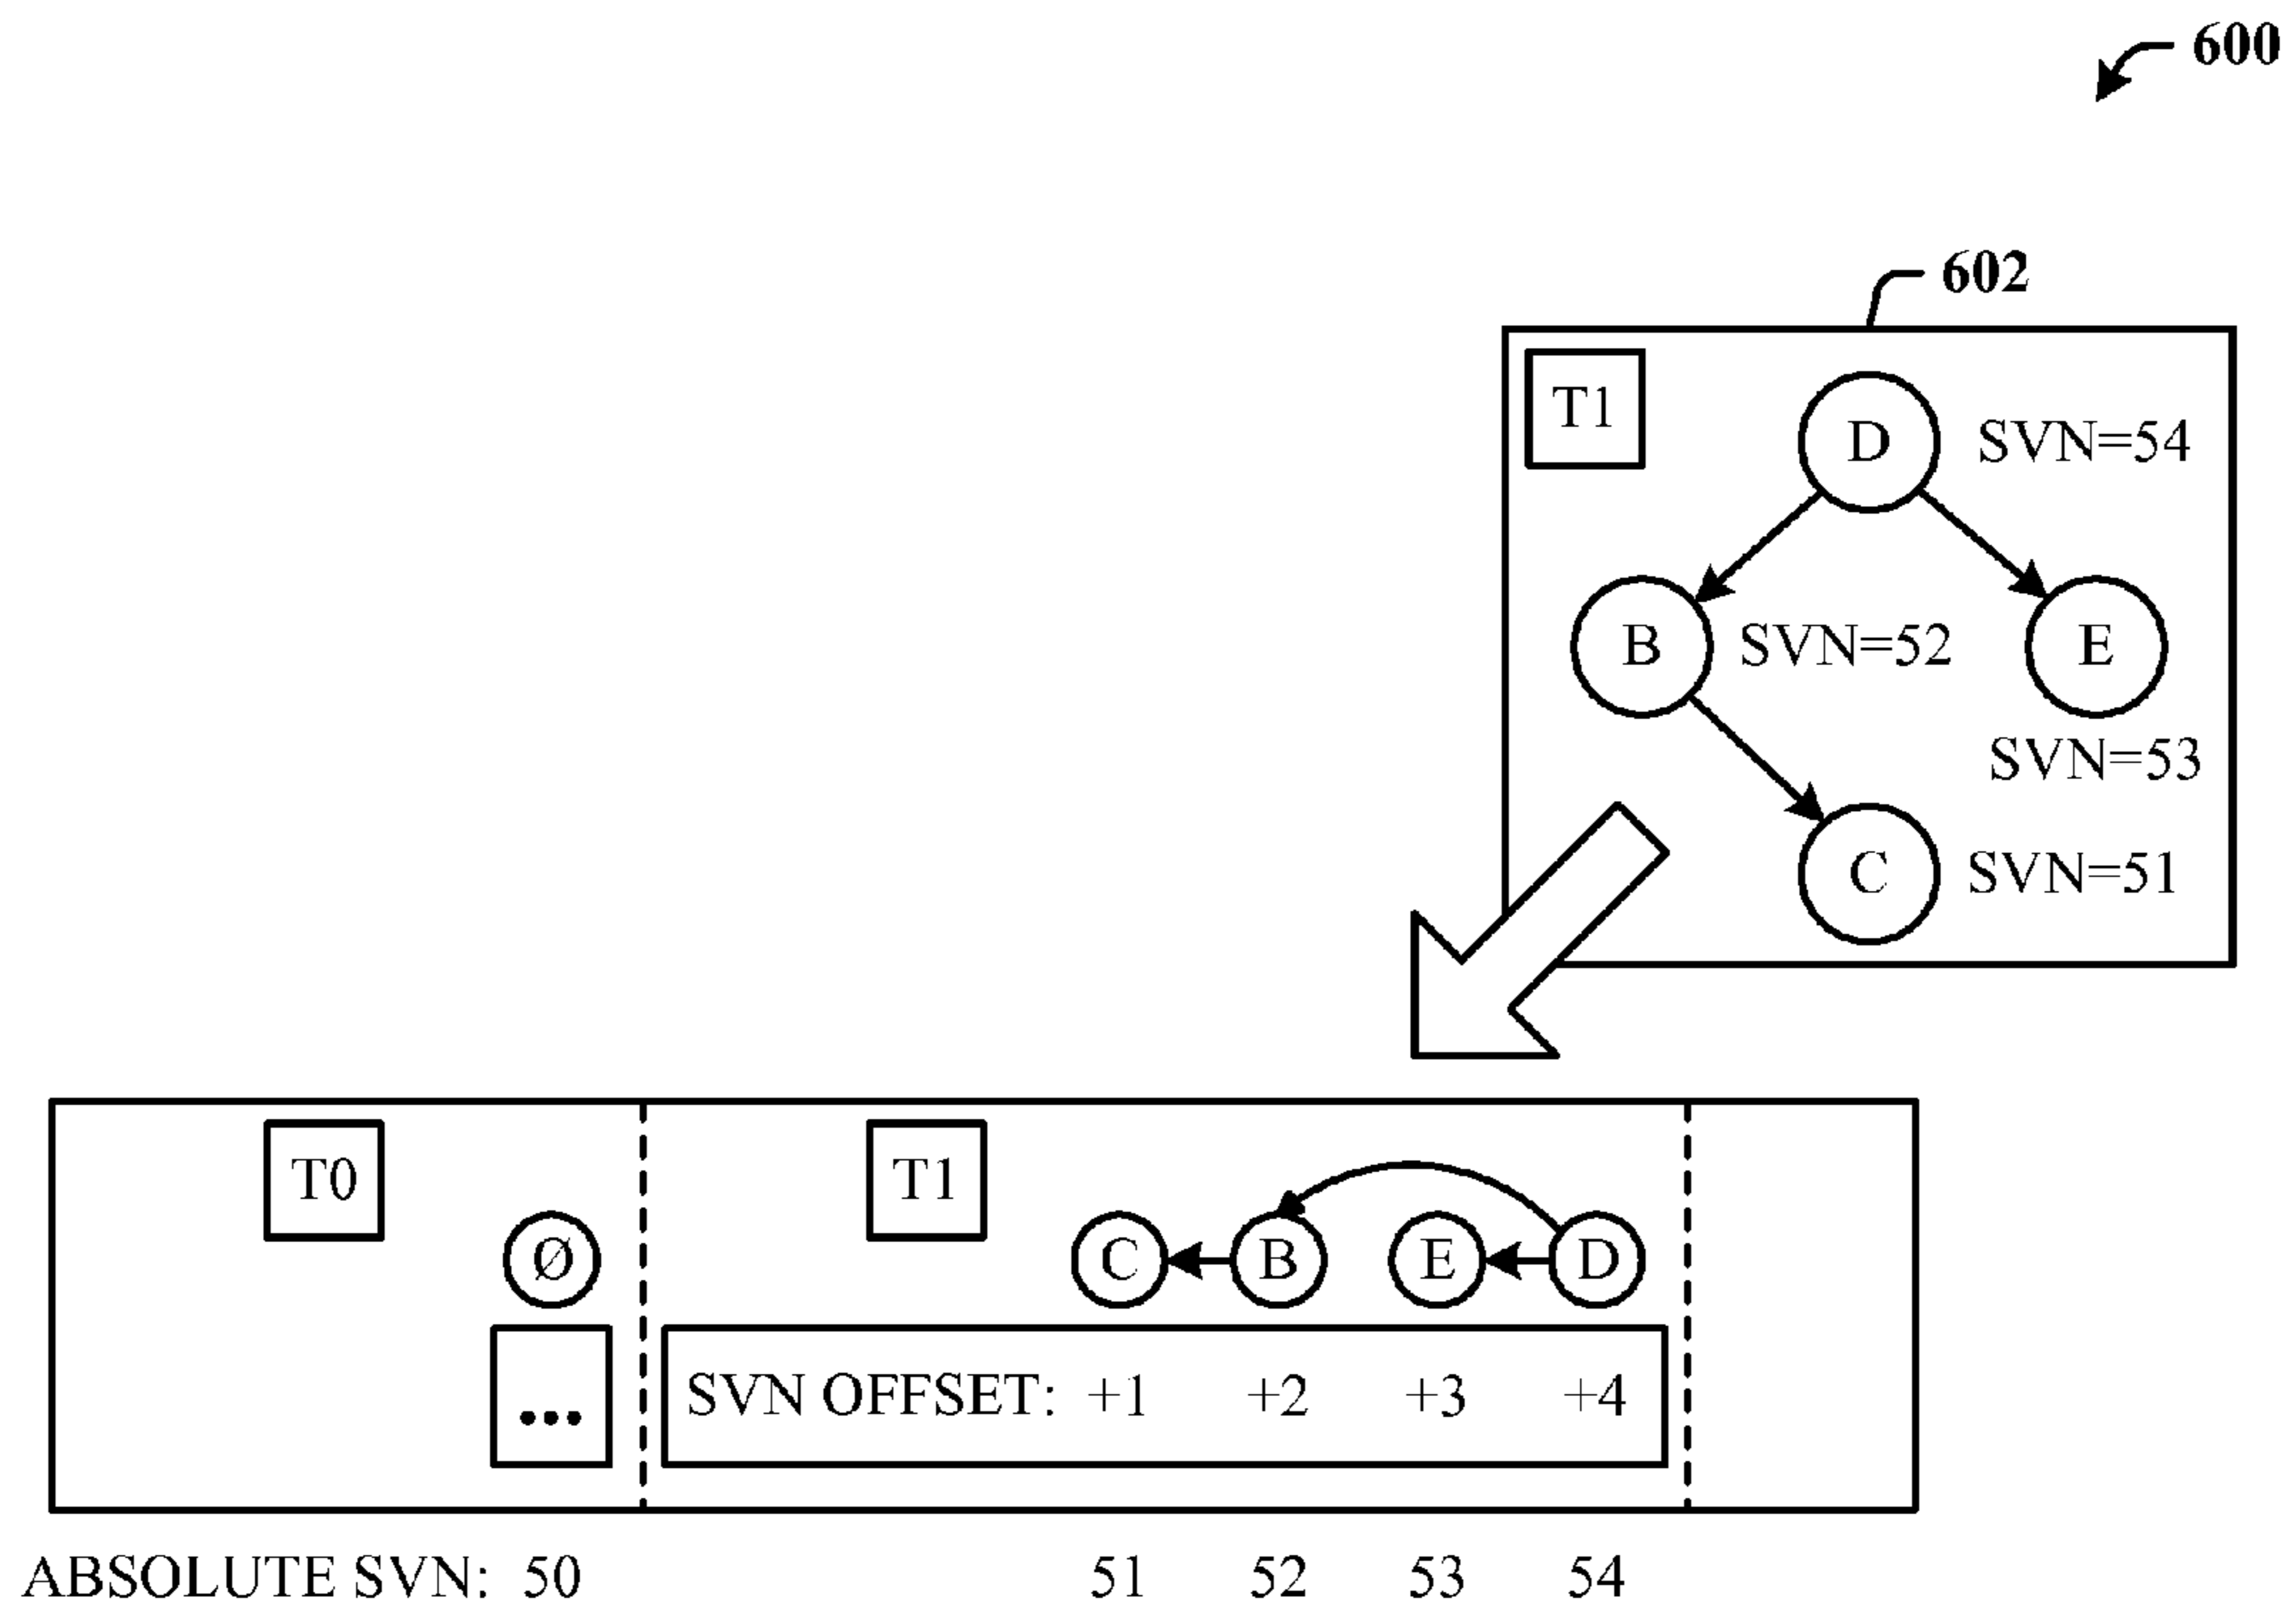 600
602
T1
D SVN=54
B SVN=52 E
SVN=53
C SVN=51
T0 T1
Ø C B E D
... SVN OFFSET: +1 +2 +3 +4
ABSOLUTE SVN: 50 51 52 53 54